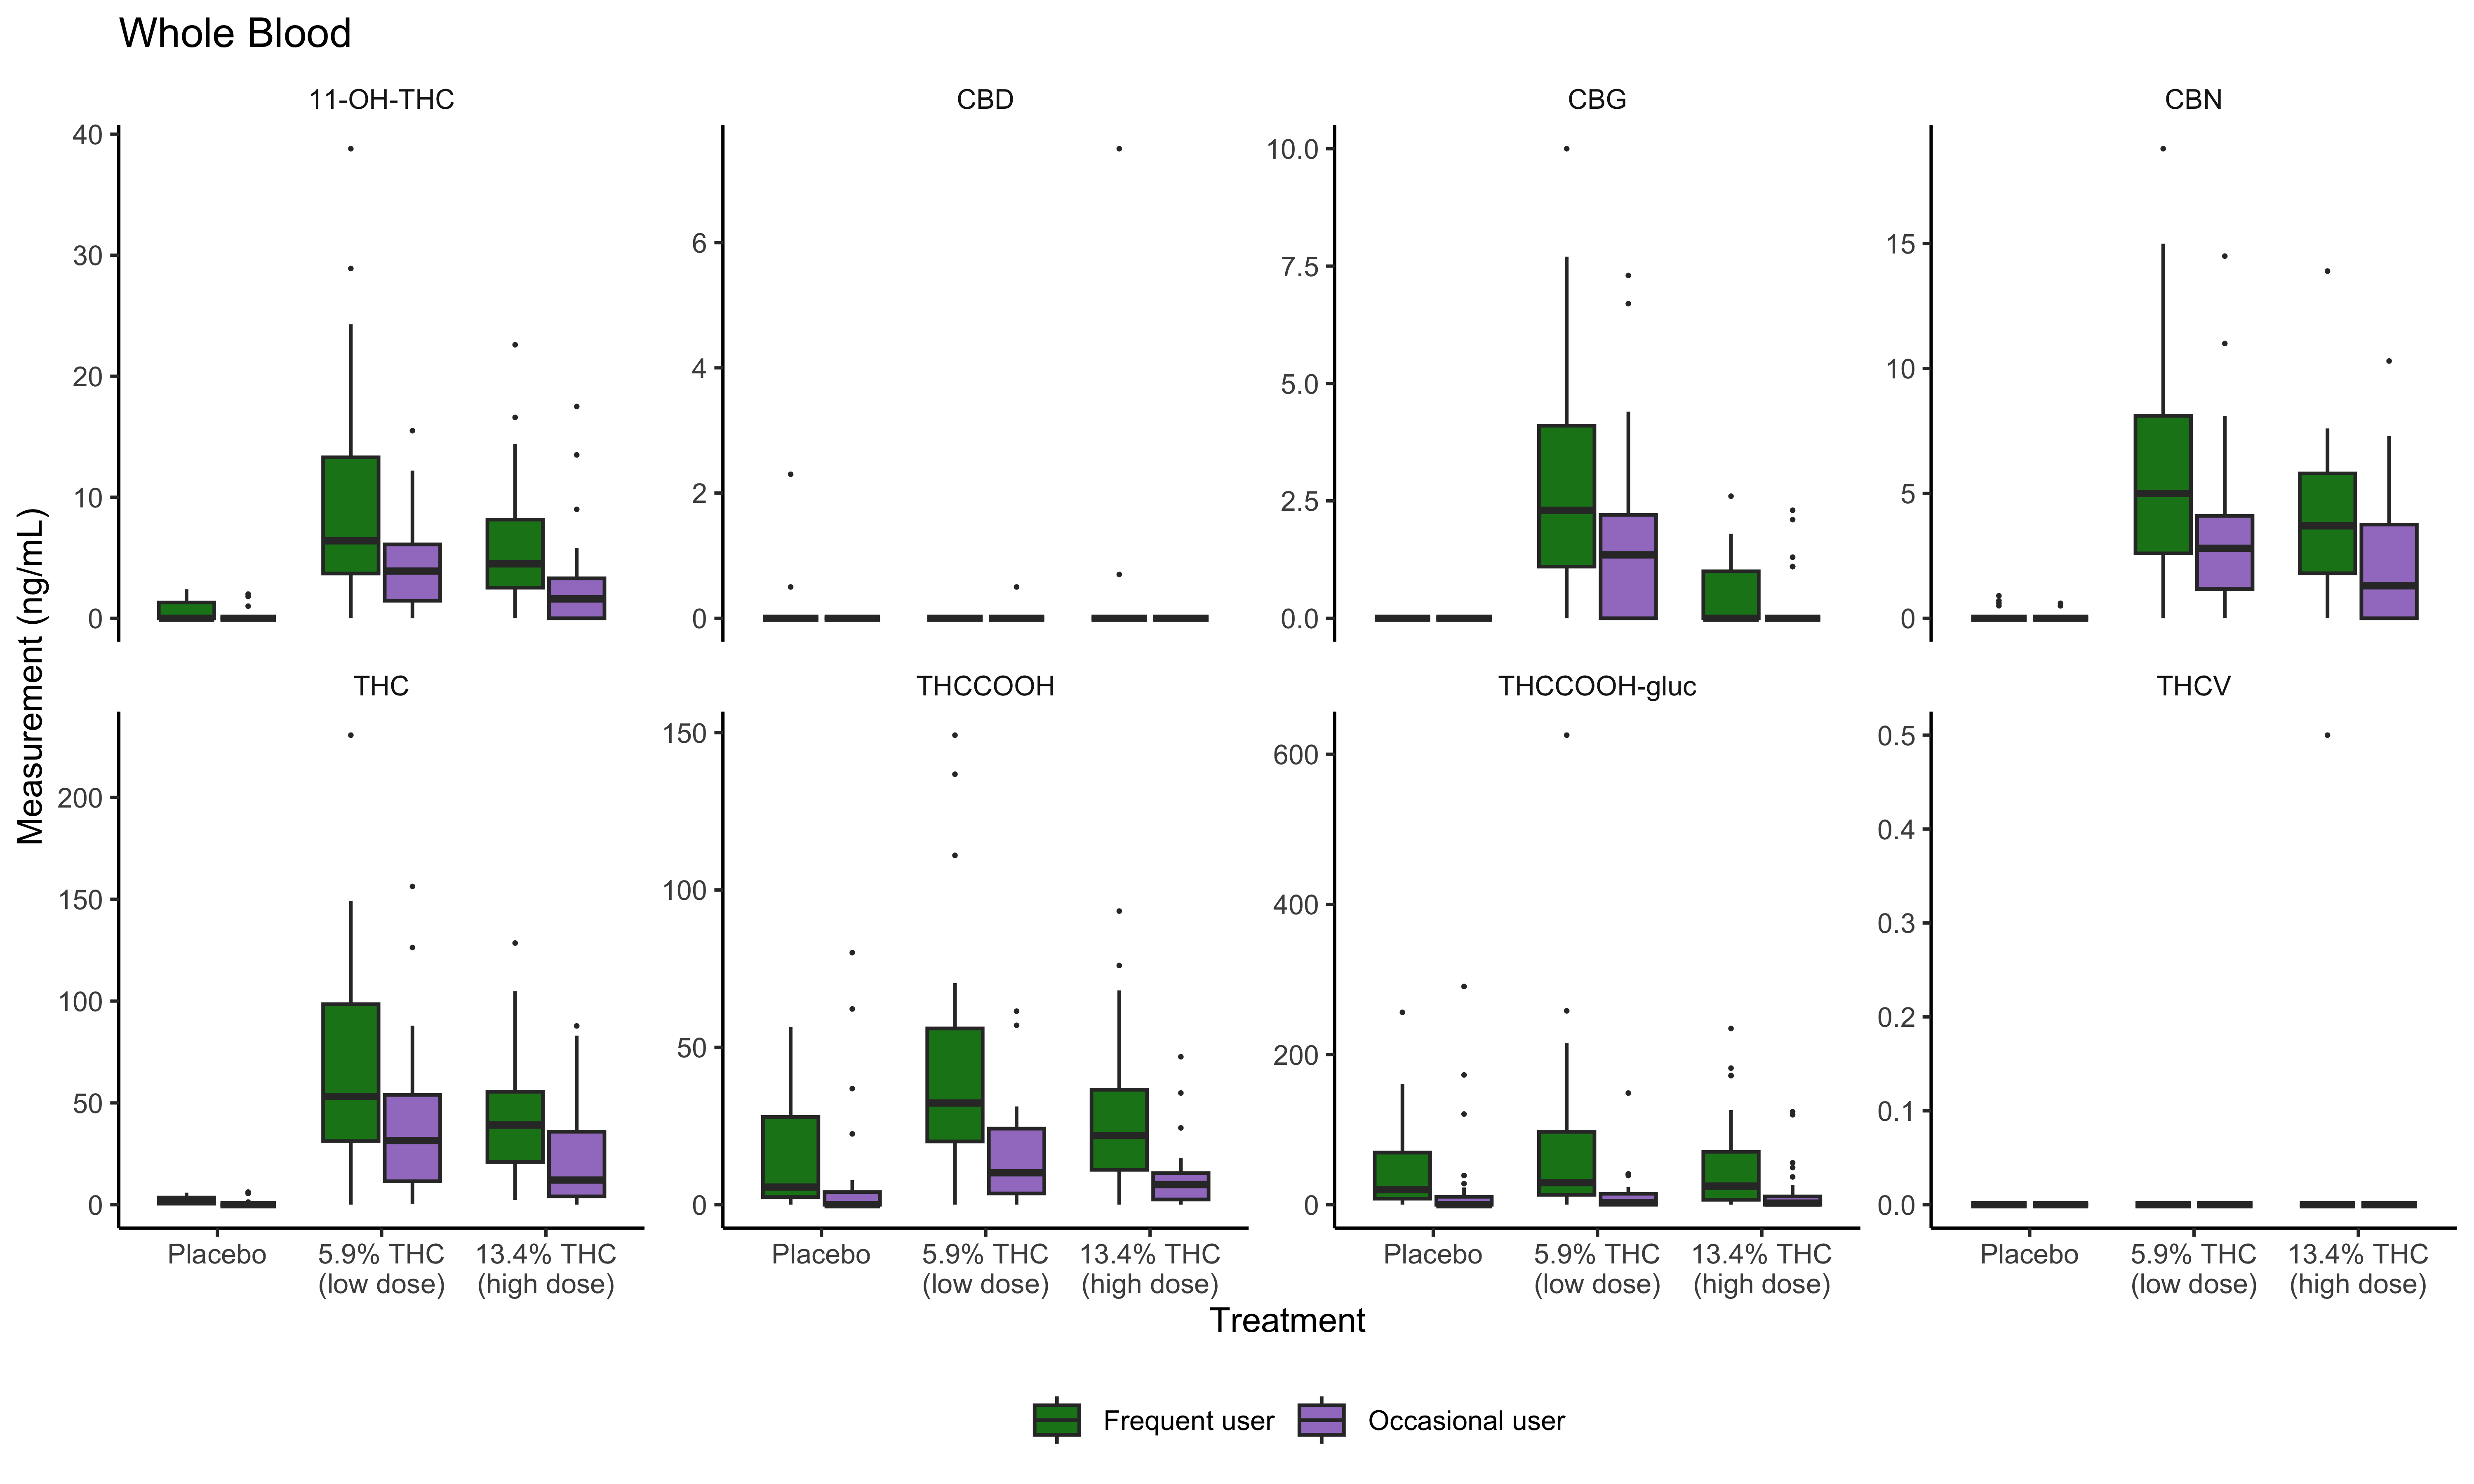 Whole Blood
11-OH-THC
CBD
CBG
CBN
40
30
20
10
0
6
4
2
0
10.0
7.5
5.0
2.5
0.0
15
10
5
0
Measurement (ng/mL)
THC
THCCOOH
THCCOOH-gluc
THCV
200
150
100
50
0
150
100
50
0
600
400
200
0
0.5
0.4
0.3
0.2
0.1
0.0
Placebo
5.9% THC
(low dose)
13.4% THC
(high dose)
Placebo
5.9% THC
(low dose)
13.4% THC
(high dose)
Placebo
5.9% THC
(low dose)
13.4% THC
(high dose)
Placebo
5.9% THC
(low dose)
13.4% THC
(high dose)
Treatment
Frequent user
Occasional user